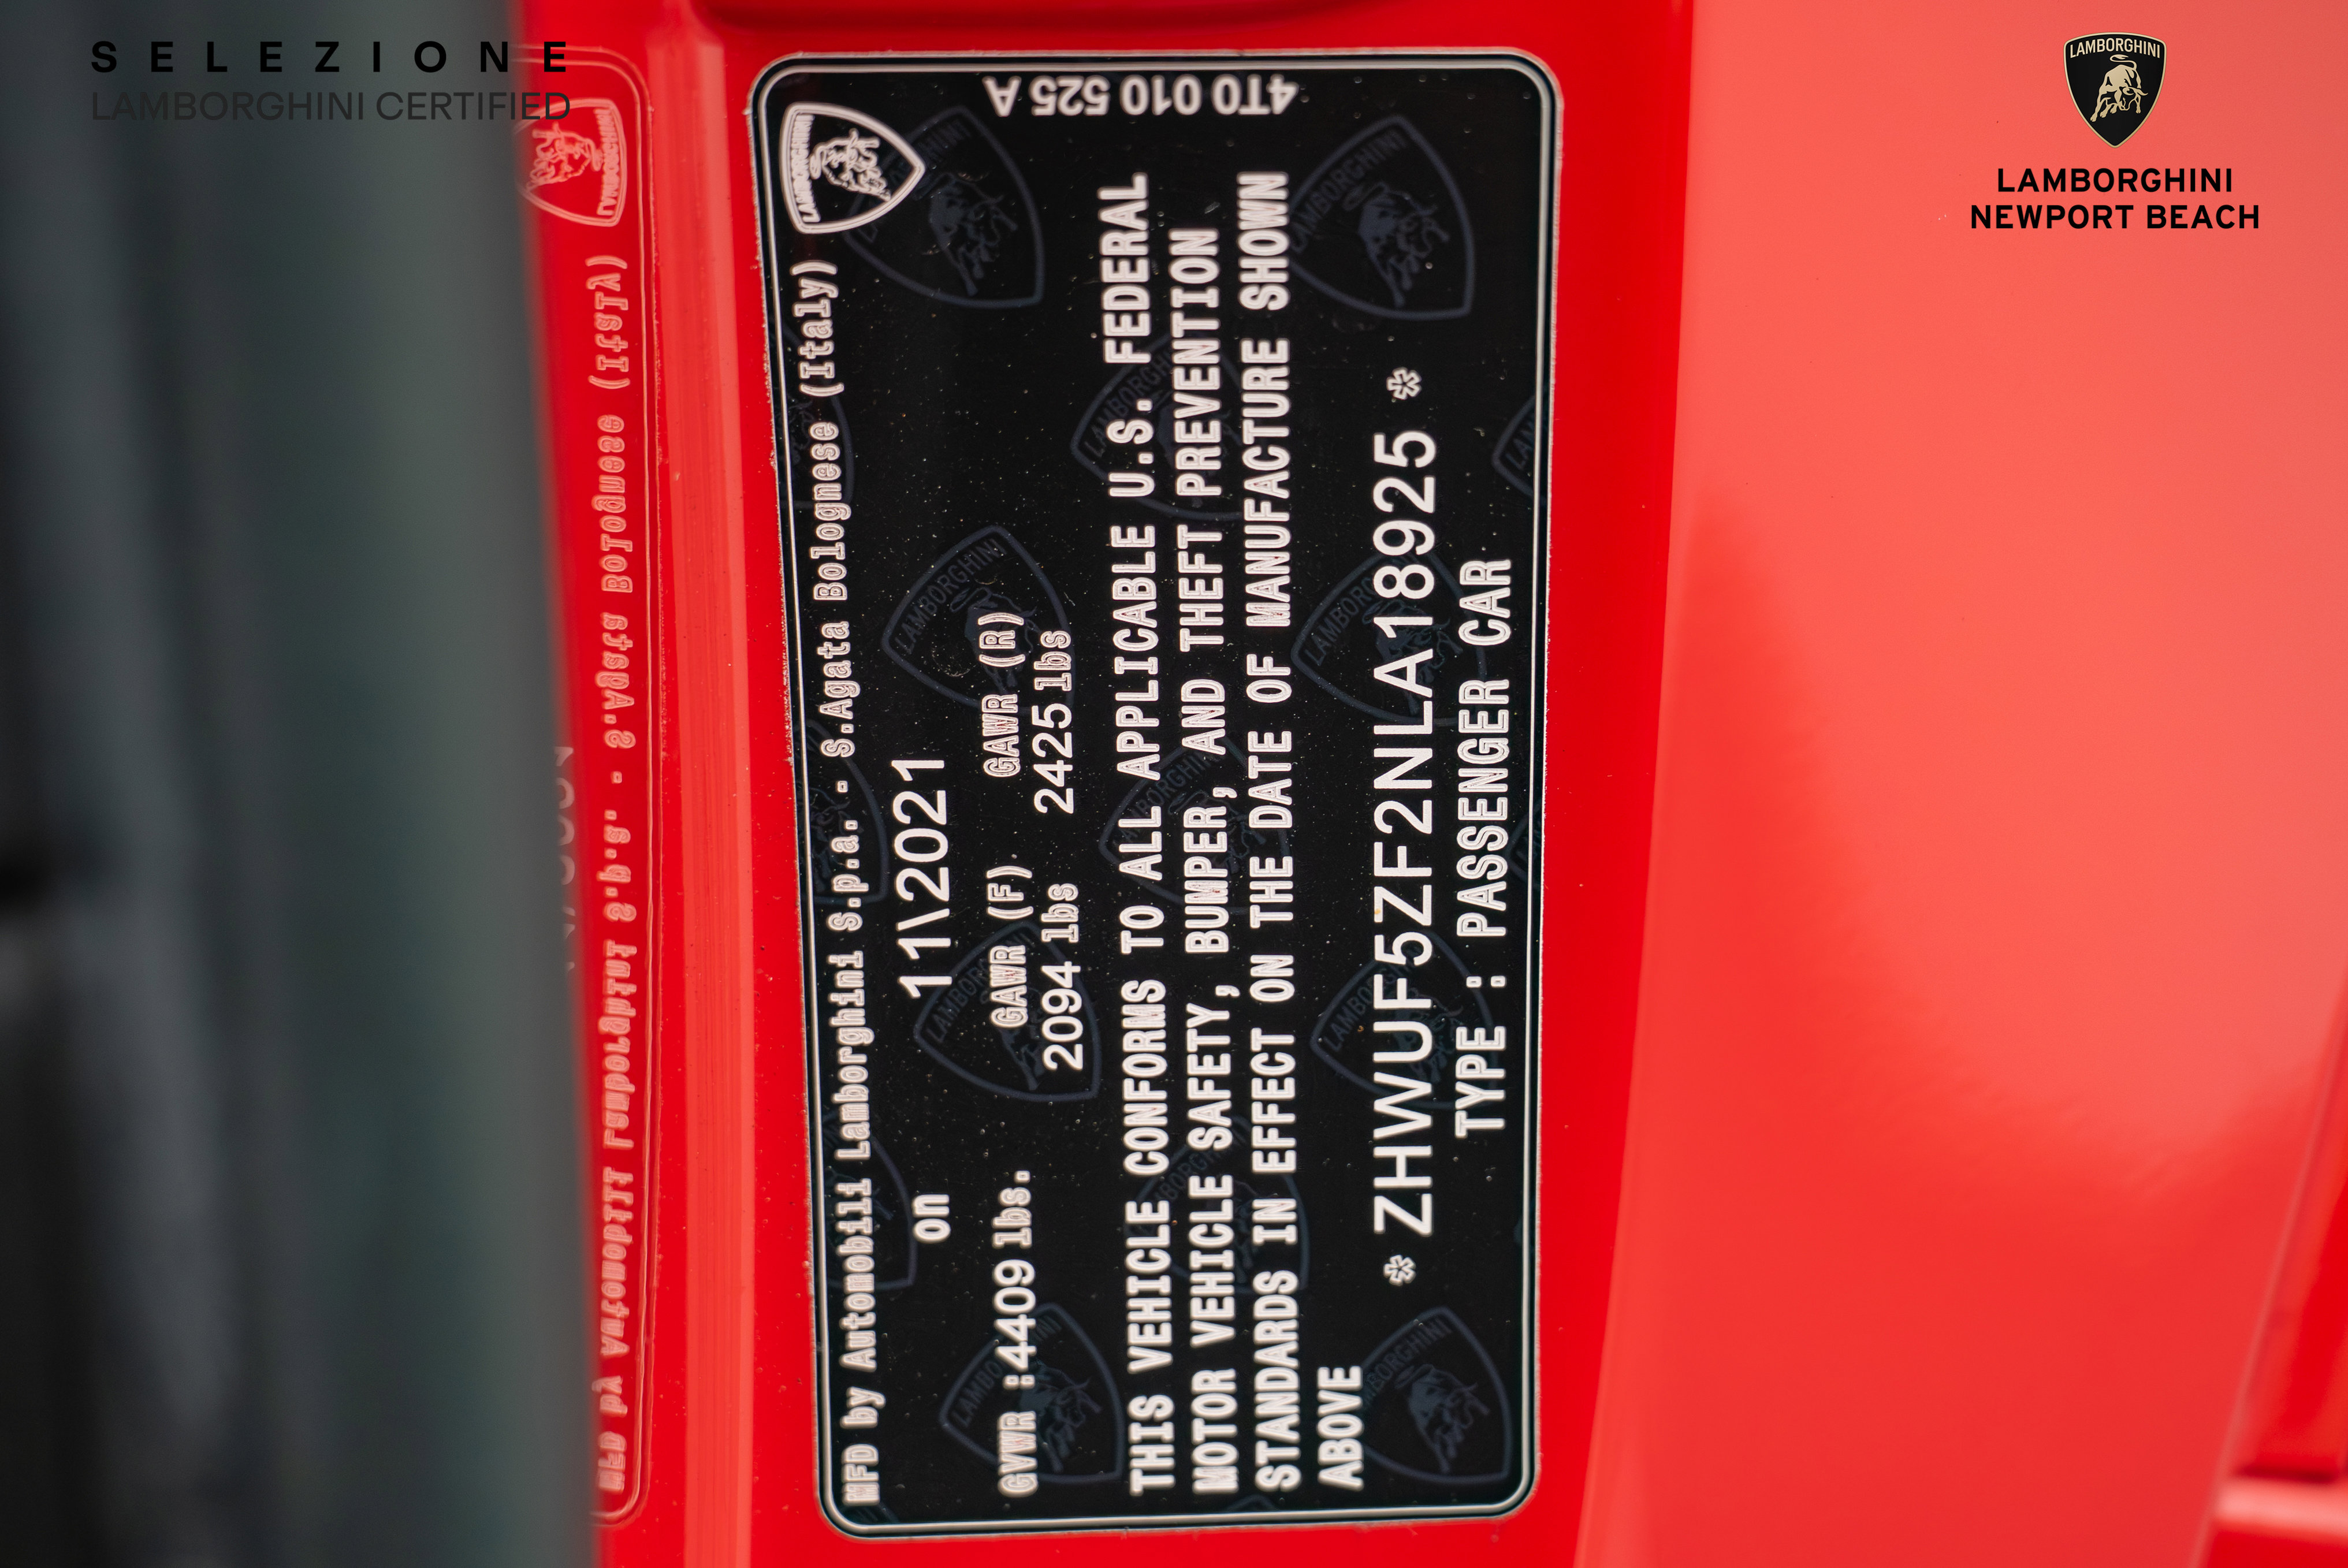 SELEZIONE
LAMBORGHINI CERTIFIED
LAMBORGHINI
LAMBORGHINI
NEWPORT BEACH
4T0 010 525 A
LAMBORGHINI
MFD by Automobili Lamborghini S.p.a. - S.Agata Bolognese (Italy)
on 11\2021
GVWR :4409 lbs. GAWR (F) GAWR (R)
2094 lbs 2425 lbs
THIS VEHICLE CONFORMS TO ALL APPLICABLE U.S. FEDERAL
MOTOR VEHICLE SAFETY, BUMPER, AND THEFT PREVENTION
STANDARDS IN EFFECT ON THE DATE OF MANUFACTURE SHOWN
ABOVE
* ZHWUF5ZF2NLA18925 *
TYPE : PASSENGER CAR